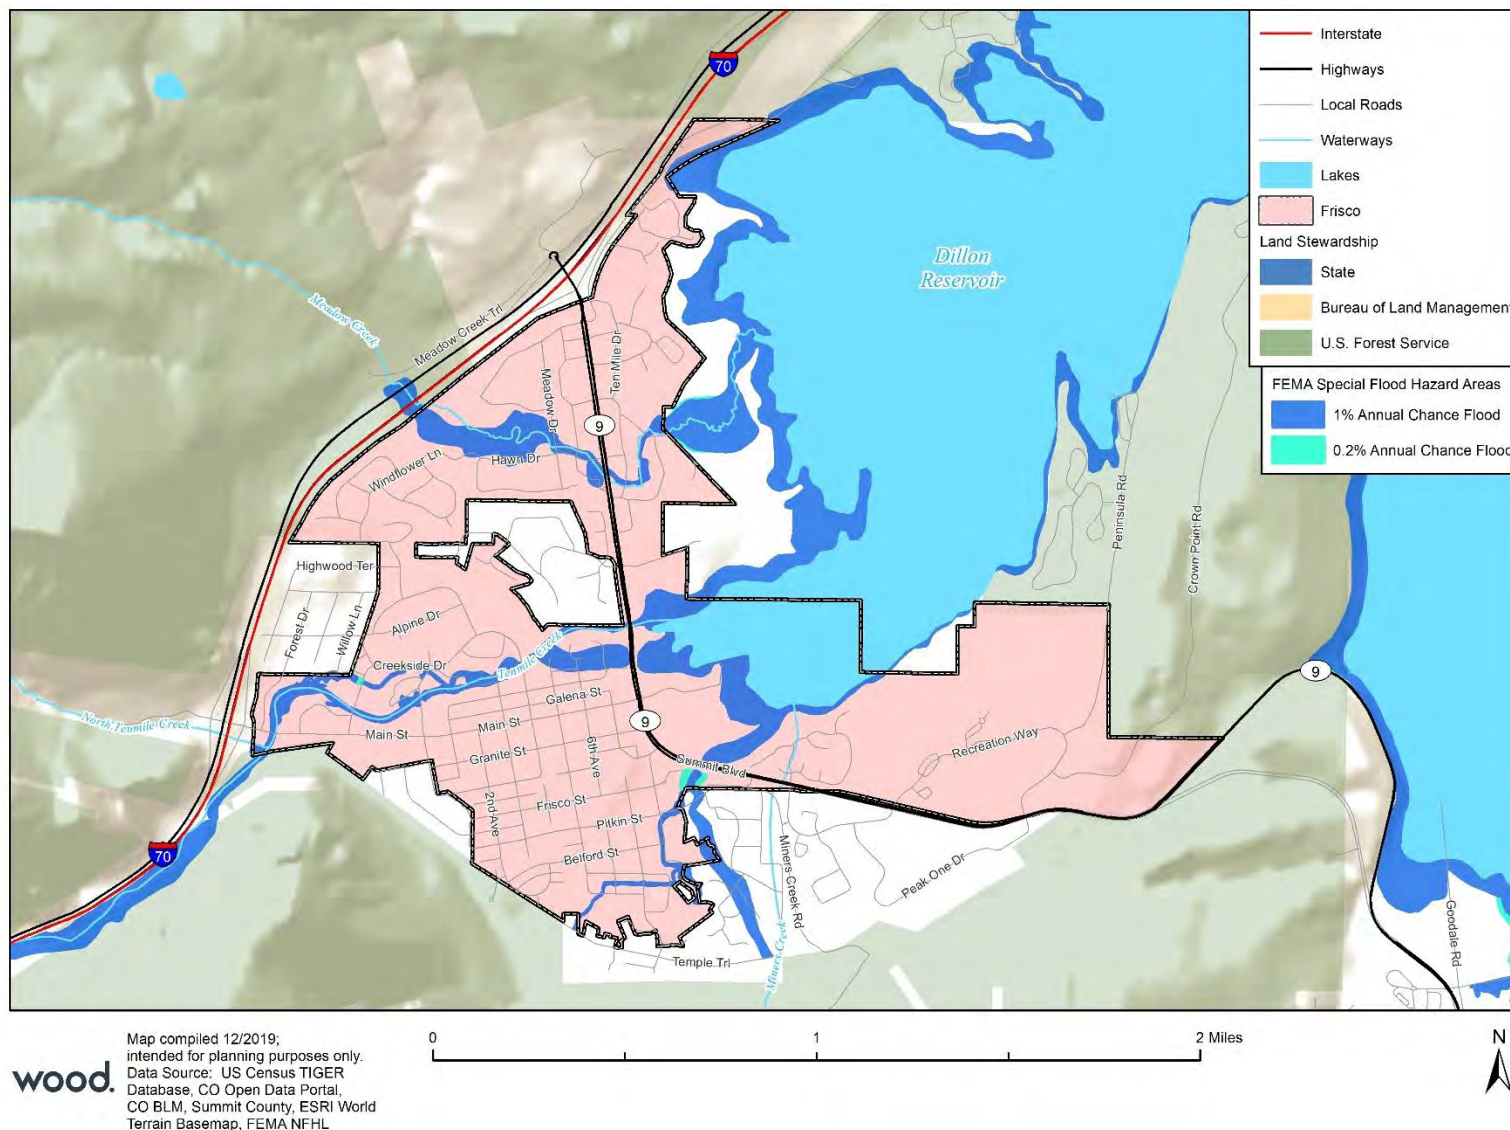 Interstate
Highways
Local Roads
Waterways
Lakes
Frisco
Land Stewardship
State
Bureau of Land Management
U.S. Forest Service
FEMA Special Flood Hazard Areas
1% Annual Chance Flood
0.2% Annual Chance Flood
70
Dillon
Reservoir
Meadow Creek
Meadow Creek Trl
Ten Mile Dr
Meadow Dr
9
Windflower Ln
Hawn Dr
Peninsula Rd
Crown Point Rd
Highwood Ter
Forest Dr
Willow Ln
Alpine Dr
Creekside Dr
Tenmile Creek
Galena St
9
North Tenmile Creek
Main St
Main St
Granite St
6th Ave
9
Summit Blvd
Recreation Way
2nd Ave
Frisco St
Pitkin St
Belford St
70
Miners Creek Rd
Peak One Dr
Miners Creek
Temple Trl
Goodale Rd
wood.
Map compiled 12/2019;
intended for planning purposes only.
Data Source: US Census TIGER
Database, CO Open Data Portal,
CO BLM, Summit County, ESRI World
Terrain Basemap, FEMA NFHL
0
1
2 Miles
N